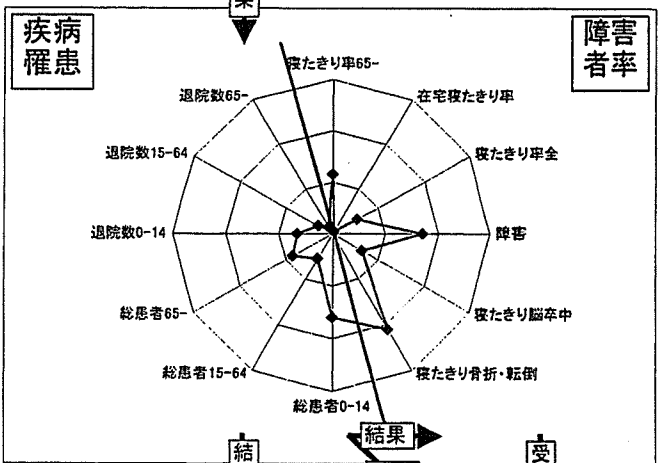 疾病
罹患
障害
者率
寝たきり率65-
在宅寝たきり率
寝たきり率全
障害
寝たきり脳卒中
寝たきり骨折・転倒
総患者0-14
総患者15-64
総患者65-
退院数0-14
退院数15-64
退院数65-
結果
結
受